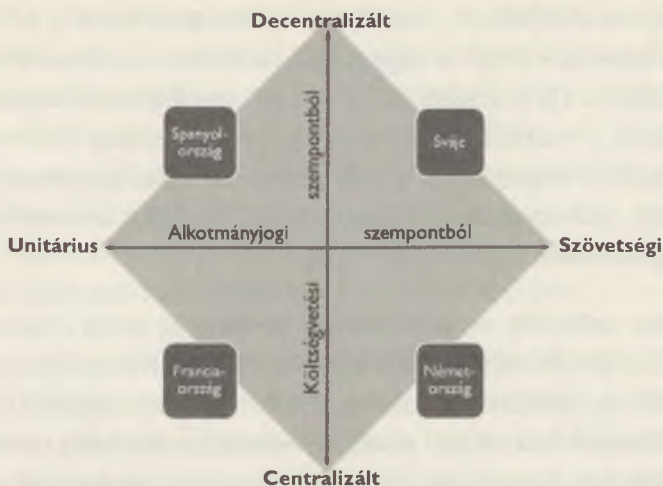 Decentralizált
Spanyol-
ország
szempontból
Svájc
Unitárius
Alkotmányjogi
szempontból
Szövetségi
Költségvetési
Francia-
ország
Német-
ország
Centralizált